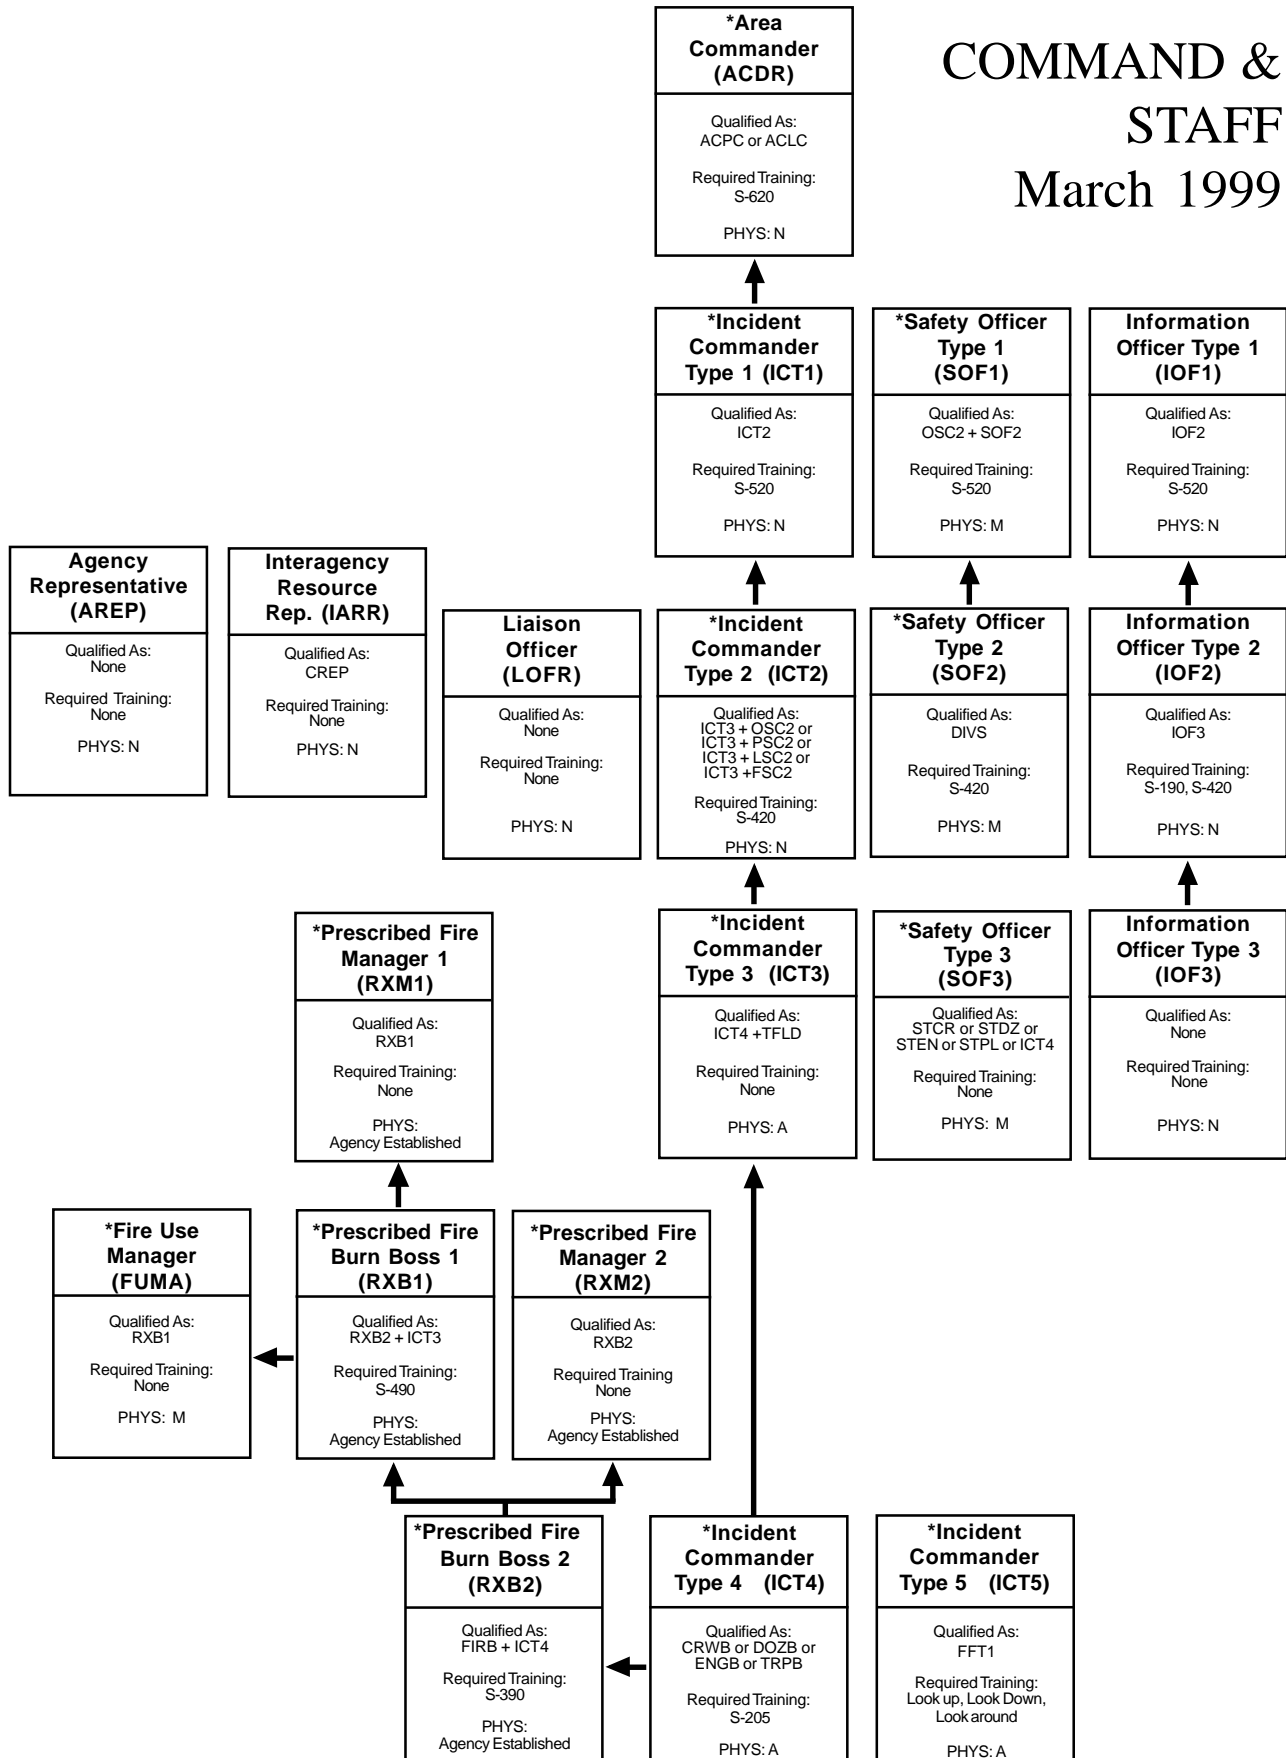 COMMAND &
STAFF
March 1999
*Area
Commander
(ACDR)
Qualified As:
ACPC or ACLC
Required Training:
S-620
PHYS: N
*Incident
Commander
Type 1 (ICT1)
Qualified As:
ICT2
Required Training:
S-520
PHYS: N
*Safety Officer
Type 1
(SOF1)
Qualified As:
OSC2 + SOF2
Required Training:
S-520
PHYS: M
Information
Officer Type 1
(IOF1)
Qualified As:
IOF2
Required Training:
S-520
PHYS: N
Agency
Representative
(AREP)
Qualified As:
None
Required Training:
None
PHYS: N
Interagency
Resource
Rep. (IARR)
Qualified As:
CREP
Required Training:
None
PHYS: N
Liaison
Officer
(LOFR)
Qualified As:
None
Required Training:
None
PHYS: N
*Incident
Commander
Type 2 (ICT2)
Qualified As:
ICT3 + OSC2 or
ICT3 + PSC2 or
ICT3 + LSC2 or
ICT3 +FSC2
Required Training:
S-420
PHYS: N
*Safety Officer
Type 2
(SOF2)
Qualified As:
DIVS
Required Training:
S-420
PHYS: M
Information
Officer Type 2
(IOF2)
Qualified As:
IOF3
Required Training:
S-190, S-420
PHYS: N
*Prescribed Fire
Manager 1
(RXM1)
Qualified As:
RXB1
Required Training:
None
PHYS:
Agency Established
*Incident
Commander
Type 3 (ICT3)
Qualified As:
ICT4 +TFLD
Required Training:
None
PHYS: A
*Safety Officer
Type 3
(SOF3)
Qualified As:
STCR or STDZ or
STEN or STPL or ICT4
Required Training:
None
PHYS: M
Information
Officer Type 3
(IOF3)
Qualified As:
None
Required Training:
None
PHYS: N
*Fire Use
Manager
(FUMA)
Qualified As:
RXB1
Required Training:
None
PHYS: M
*Prescribed Fire
Burn Boss 1
(RXB1)
Qualified As:
RXB2 + ICT3
Required Training:
S-490
PHYS:
Agency Established
*Prescribed Fire
Manager 2
(RXM2)
Qualified As:
RXB2
Required Training
None
PHYS:
Agency Established
*Prescribed Fire
Burn Boss 2
(RXB2)
Qualified As:
FIRB + ICT4
Required Training:
S-390
PHYS:
Agency Established
*Incident
Commander
Type 4 (ICT4)
Qualified As:
CRWB or DOZB or
ENGB or TRPB
Required Training:
S-205
PHYS: A
*Incident
Commander
Type 5 (ICT5)
Qualified As:
FFT1
Required Training:
Look up, Look Down,
Look around
PHYS: A